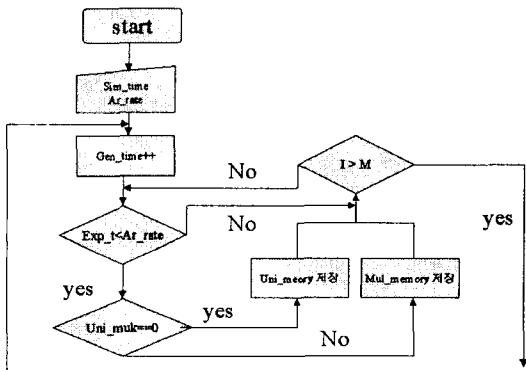 start
Sim_time
Ar_rate
Gen_time++
No
I > M
Exp_t<Ar_rate
No
yes
yes
Uni_meory 저장
Mul_memory 저장
Uni_muk==0
yes
No